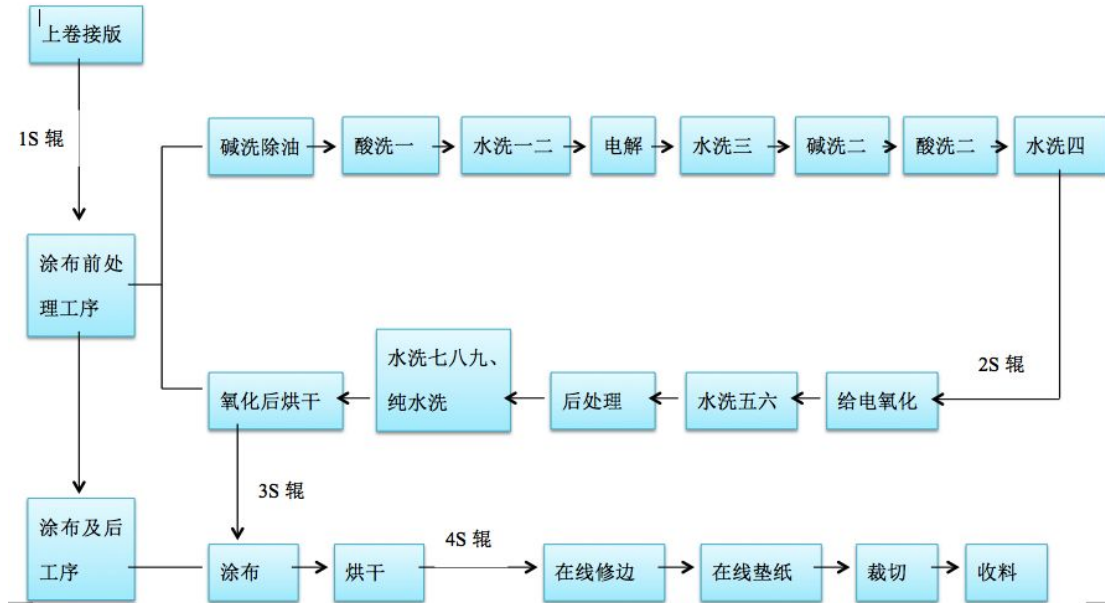 上卷接版
1S 辊
碱洗除油
酸洗一
水洗一二
电解
水洗三
碱洗二
酸洗二
水洗四
涂布前处
理工序
2S 辊
水洗七八九、
纯水洗
氧化后烘干
后处理
水洗五六
给电氧化
3S 辊
涂布及后
工序
4S 辊
涂布
烘干
在线修边
在线垫纸
裁切
收料